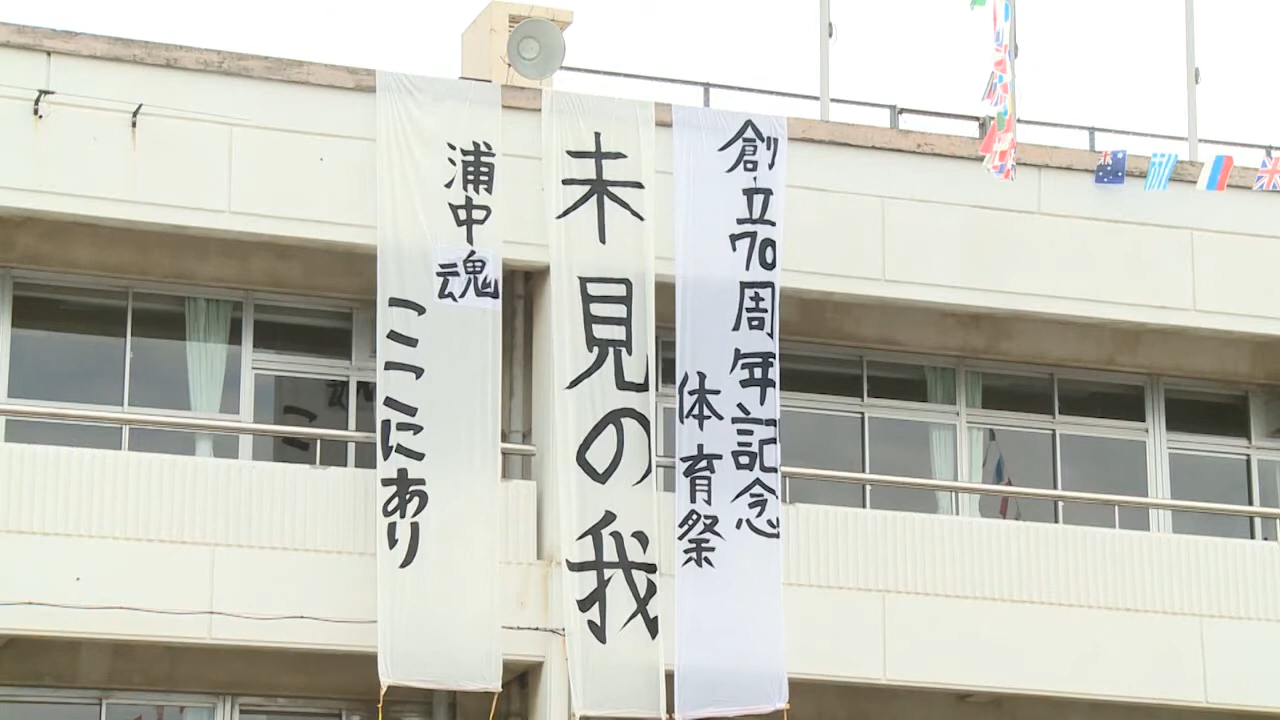 創立70周年記念
体育祭
未見の我
浦中魂
ここにあり